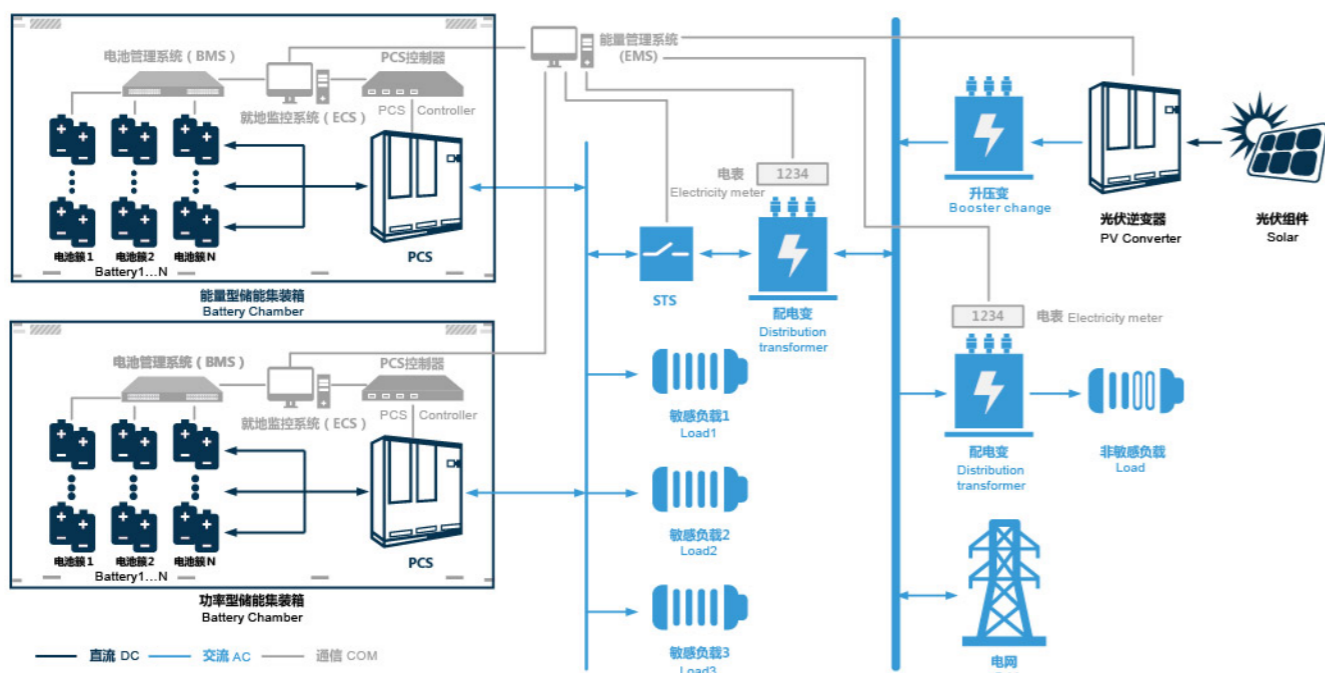 电池管理系统（BMS）
PCS控制器
就地监控系统（ECS）
PCS Controller
电池簇1
电池簇2
电池簇N
Battery1...N
PCS
能量型储能集装箱
Battery Chamber
电池管理系统（BMS）
PCS控制器
就地监控系统（ECS）
PCS Controller
电池簇1
电池簇2
电池簇N
Battery1...N
PCS
功率型储能集装箱
Battery Chamber
直流 DC
交流 AC
通信 COM
能量管理系统
(EMS)
电表
1234
Electricity meter
STS
配电变
Distribution
transformer
敏感负载1
Load1
敏感负载2
Load2
敏感负载3
Load3
升压变
Booster change
光伏逆变器
PV Converter
光伏组件
Solar
1234
电表 Electricity meter
配电变
Distribution
transformer
非敏感负载
Load
电网